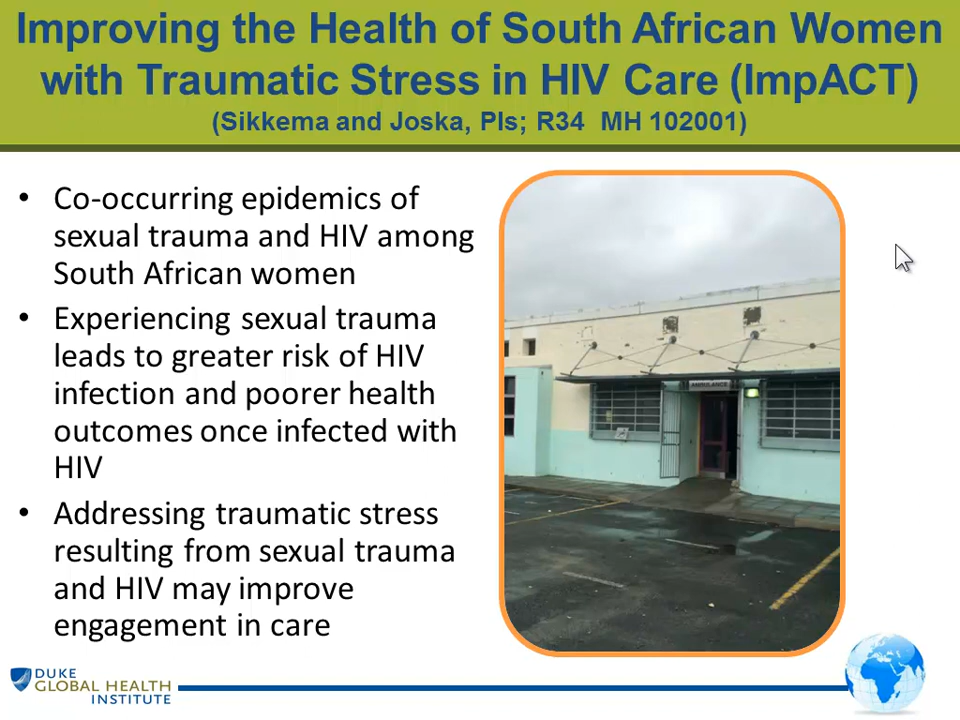 Improving the Health of South African Women
with Traumatic Stress in HIV Care (ImpACT)
(Sikkema and Joska, PIs; R34 MH 102001)
• Co-occurring epidemics of
sexual trauma and HIV among
South African women
• Experiencing sexual trauma
leads to greater risk of HIV
infection and poorer health
outcomes once infected with
HIV
• Addressing traumatic stress
resulting from sexual trauma
and HIV may improve
engagement in care
AMBULANCE
DUKE
GLOBAL HEALTH
INSTITUTE